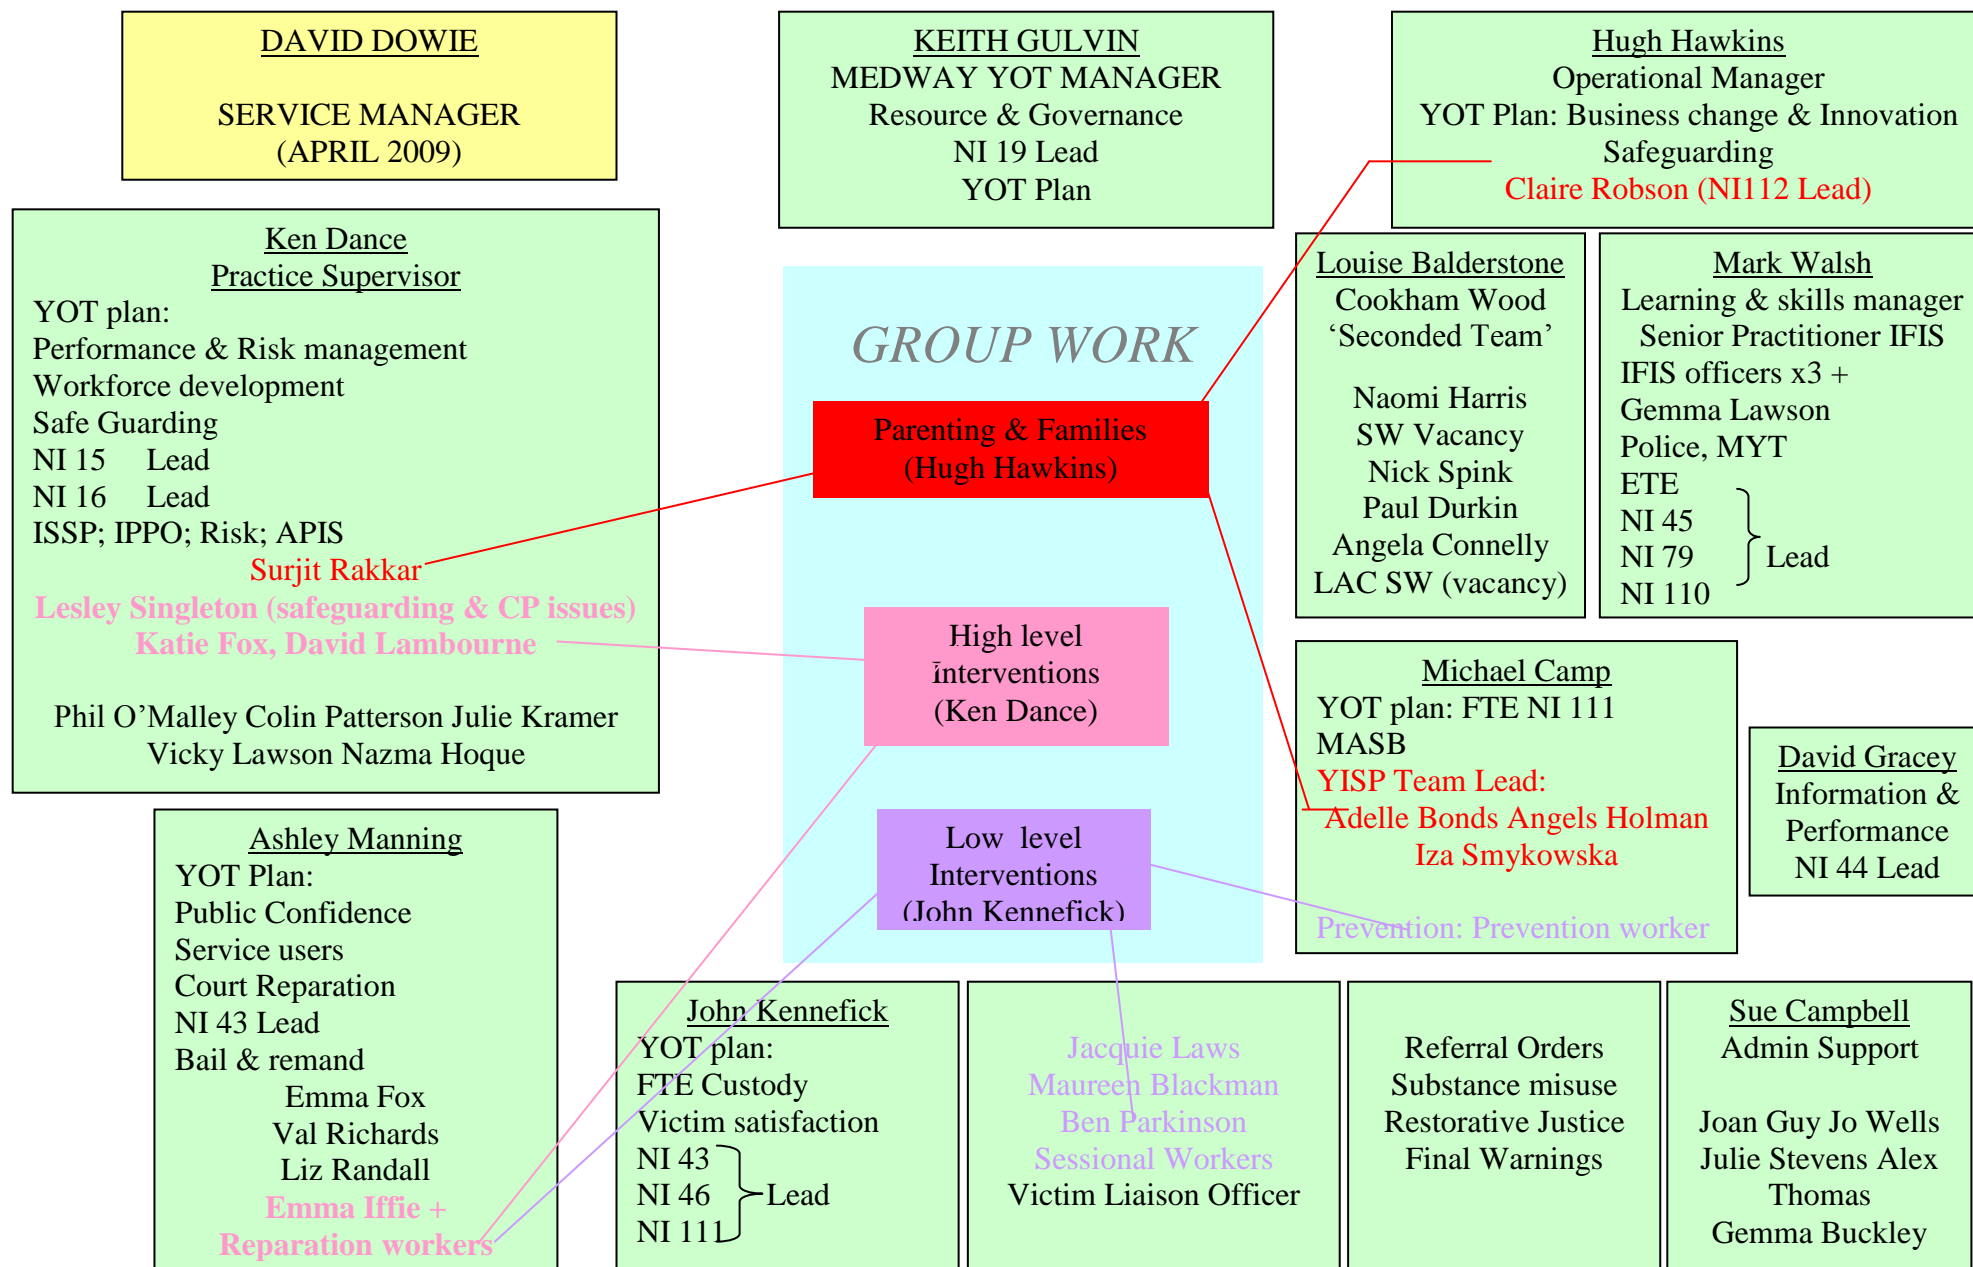 DAVID DOWIE
SERVICE MANAGER
(APRIL 2009)
KEITH GULVIN
MEDWAY YOT MANAGER
Resource & Governance
NI 19 Lead
YOT Plan
Hugh Hawkins
Operational Manager
YOT Plan: Business change & Innovation
Safeguarding
Claire Robson (NI112 Lead)
Ken Dance
Practice Supervisor
YOT plan:
Performance & Risk management
Workforce development
Safe Guarding
NI 15 Lead
NI 16 Lead
ISSP; IPPO; Risk; APIS
Surjit Rakkar
Lesley Singleton (safeguarding & CP issues)
Katie Fox, David Lambourne
Phil O’Malley Colin Patterson Julie Kramer
Vicky Lawson Nazma Hoque
GROUP WORK
Parenting & Families
(Hugh Hawkins)
High level
Interventions
(Ken Dance)
Low level
Interventions
(John Kennefick)
Louise Balderstone
Cookham Wood
‘Seconded Team’
Naomi Harris
SW Vacancy
Nick Spink
Paul Durkin
Angela Connelly
LAC SW (vacancy)
Mark Walsh
Learning & skills manager
Senior Practitioner IFIS
IFIS officers x3 +
Gemma Lawson
Police, MYT
ETE
NI 45
NI 79
Lead
NI 110
Michael Camp
YOT plan: FTE NI 111
MASB
YISP Team Lead:
Adelle Bonds Angels Holman
Iza Smykowska
Prevention: Prevention worker
David Gracey
Information &
Performance
NI 44 Lead
Ashley Manning
YOT Plan:
Public Confidence
Service users
Court Reparation
NI 43 Lead
Bail & remand
Emma Fox
Val Richards
Liz Randall
Emma Iffie +
Reparation workers
John Kennefick
YOT plan:
FTE Custody
Victim satisfaction
NI 43
NI 46 Lead
NI 111
Jacquie Laws
Maureen Blackman
Ben Parkinson
Sessional Workers
Victim Liaison Officer
Referral Orders
Substance misuse
Restorative Justice
Final Warnings
Sue Campbell
Admin Support
Joan Guy Jo Wells
Julie Stevens Alex
Thomas
Gemma Buckley